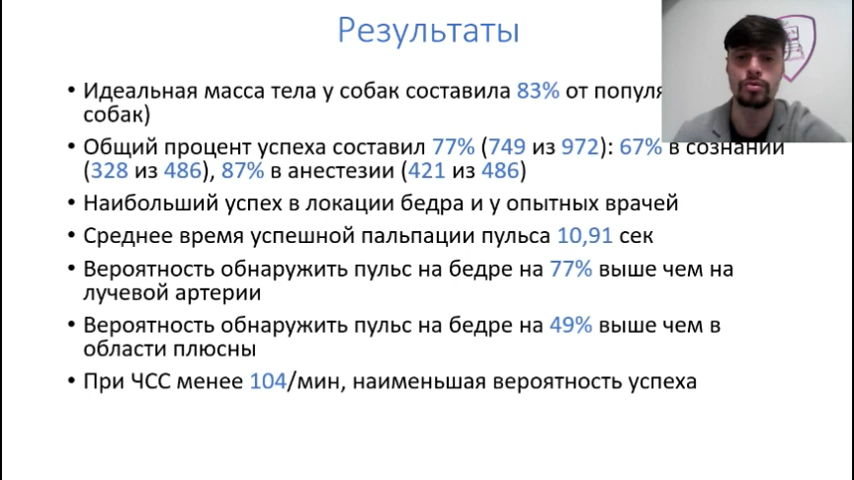 Результаты
• Идеальная масса тела у собак составила 83% от
собак)
• Общий процент успеха составил 77% (749 из 972): 67% в сознании
(328 из 486), 87% в анестезии (421 из 486)
• Наибольший успех в локации бедра и у опытных врачей
• Среднее время успешной пальпации пульса 10,91 сек
• Вероятность обнаружить пульс на бедре на 77% выше чем на
лучевой артерии
• Вероятность обнаружить пульс на бедре на 49% выше чем в
области плюсны
• При ЧСС менее 104/мин, наименьшая вероятность успеха